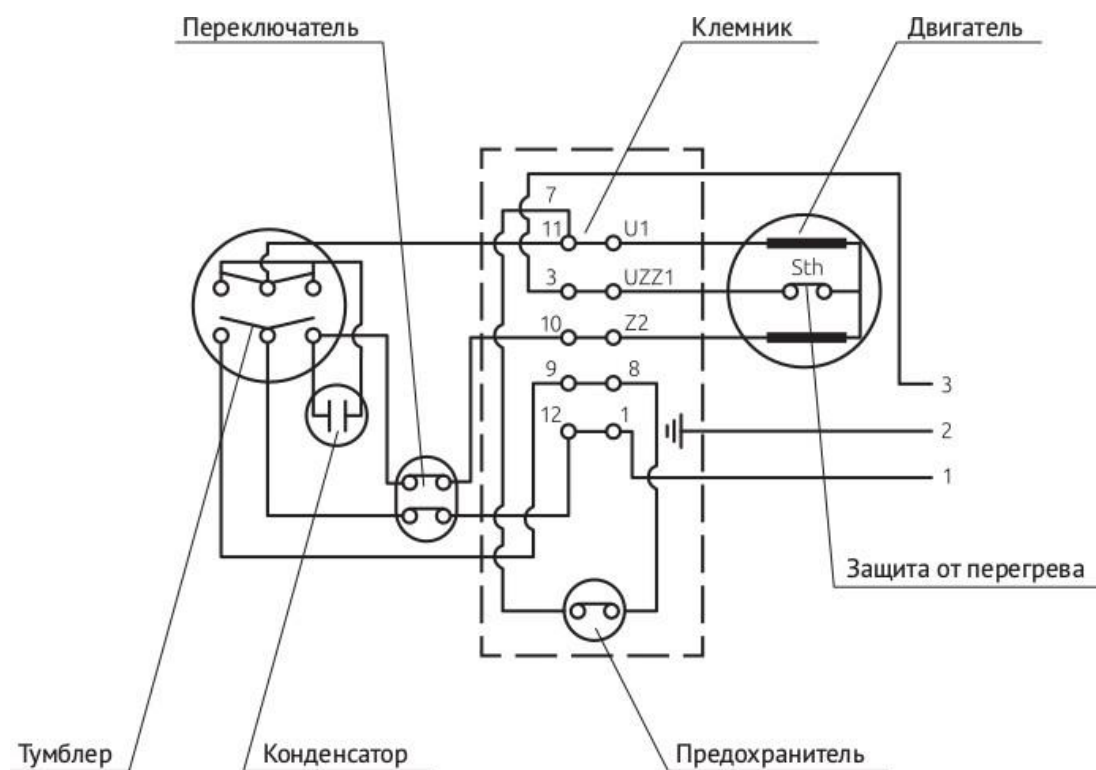 Переключатель
Клемник
Двигатель
7
11 U1
3 UZZ1
Sth
10 Z2
9 8
3
12 1
2
1
Защита от перегрева
Тумблер
Конденсатор
Предохранитель